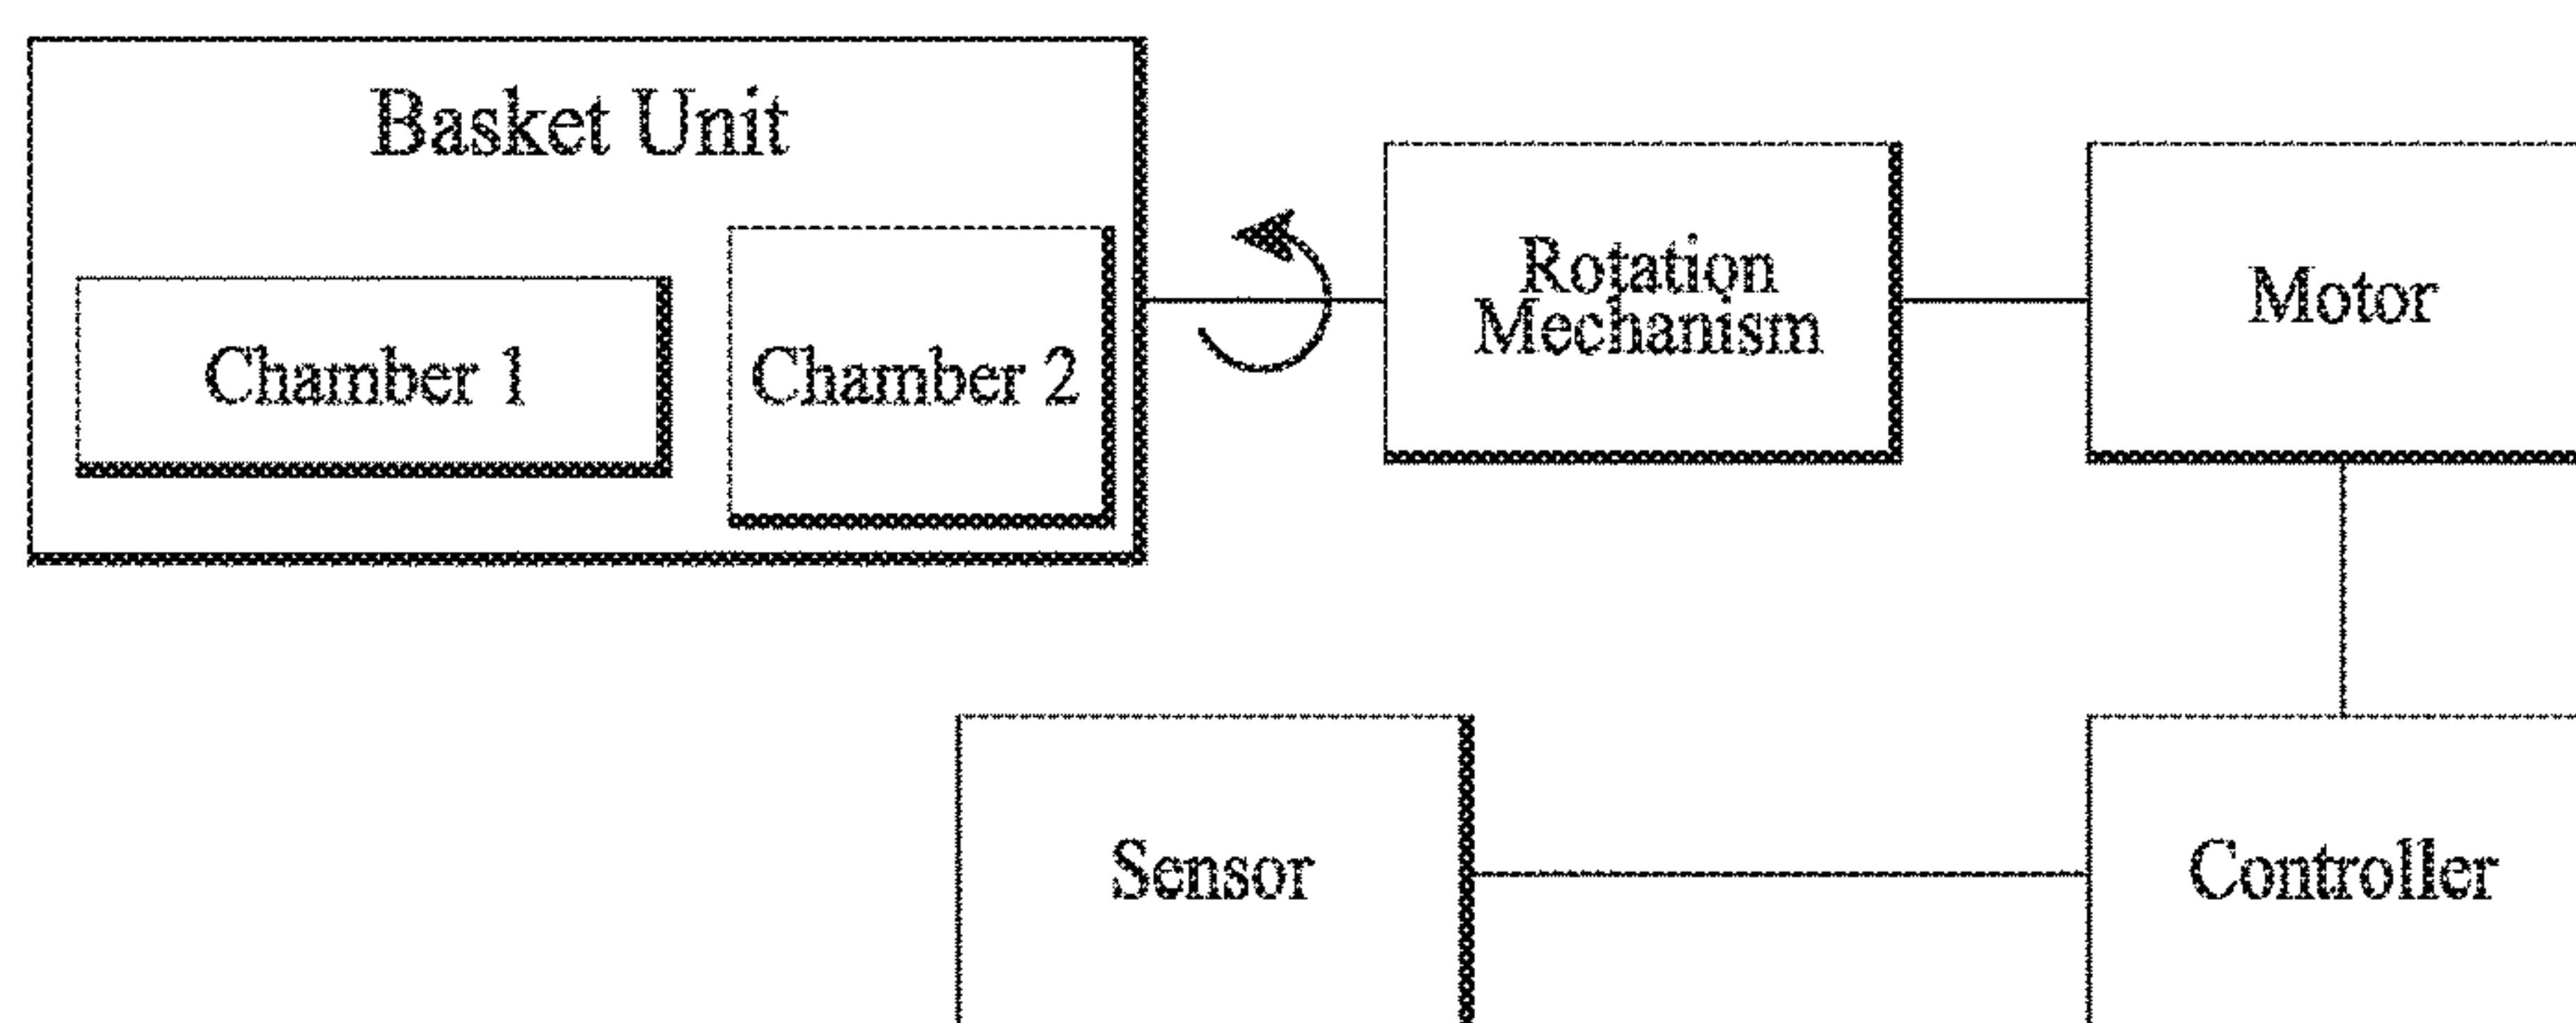 Basket Unit
Chamber 1
Chamber 2
Rotation
Mechanism
Motor
Sensor
Controller